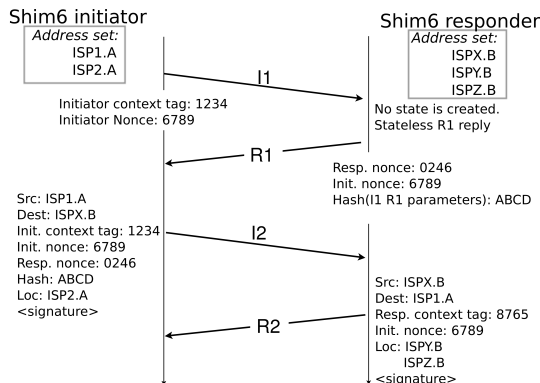 Shim6 initiator
Address set:
ISP1.A
ISP2.A
Shim6 responder
Address set:
ISPX.B
ISPY.B
ISPZ.B
I1
Initiator context tag: 1234
Initiator Nonce: 6789
No state is created.
Stateless R1 reply
R1
Resp. nonce: 0246
Init. nonce: 6789
Hash(I1 R1 parameters): ABCD
Src: ISP1.A
Dest: ISPX.B
Init. context tag: 1234
Init. nonce: 6789
Resp. nonce: 0246
Hash: ABCD
Loc: ISP2.A
<signature>
I2
Src: ISPX.B
Dest: ISP1.A
Resp. context tag: 8765
Init. nonce: 6789
Loc: ISPY.B
ISPZ.B
<signature>
R2